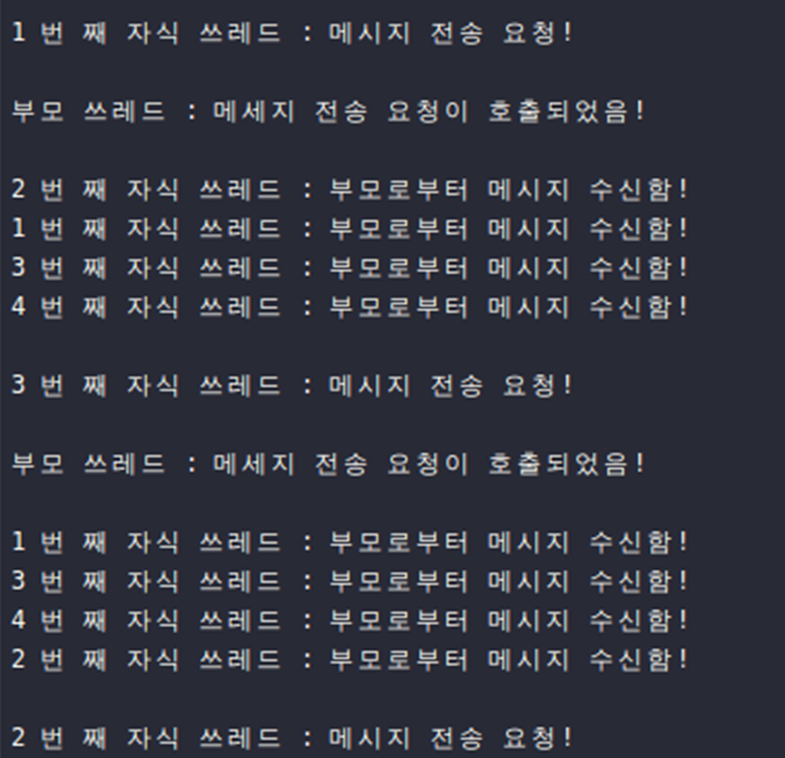 1 번 째 자식 쓰레드 : 메시지 전송 요청!
부모 쓰레드 : 메세지 전송 요청이 호출되었음!
2 번 째 자식 쓰레드 : 부모로부터 메시지 수신함!
1 번 째 자식 쓰레드 : 부모로부터 메시지 수신함!
3 번 째 자식 쓰레드 : 부모로부터 메시지 수신함!
4 번 째 자식 쓰레드 : 부모로부터 메시지 수신함!
3 번 째 자식 쓰레드 : 메시지 전송 요청!
부모 쓰레드 : 메세지 전송 요청이 호출되었음!
1 번 째 자식 쓰레드 : 부모로부터 메시지 수신함!
3 번 째 자식 쓰레드 : 부모로부터 메시지 수신함!
4 번 째 자식 쓰레드 : 부모로부터 메시지 수신함!
2 번 째 자식 쓰레드 : 부모로부터 메시지 수신함!
2 번 째 자식 쓰레드 : 메시지 전송 요청!